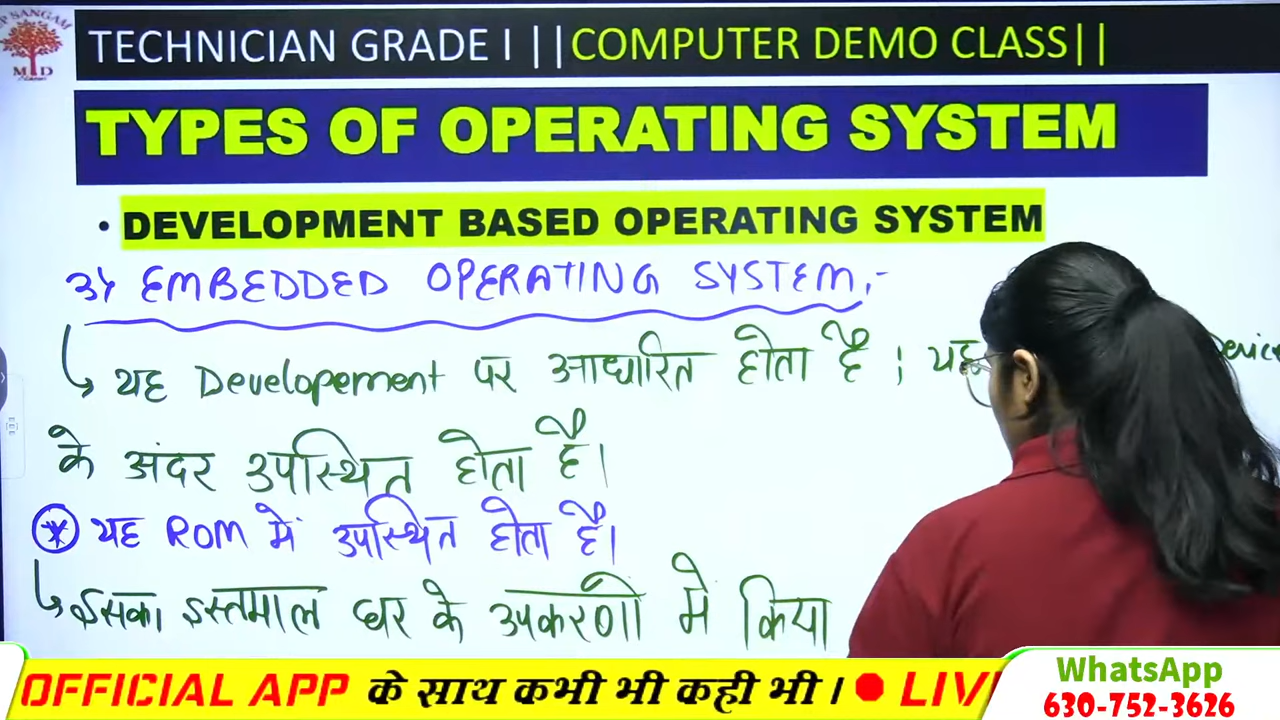 TECHNICIAN GRADE I ||COMPUTER DEMO CLASS||
TYPES OF OPERATING SYSTEM
• DEVELOPMENT BASED OPERATING SYSTEM
3) EMBEDDED OPERATING SYSTEM:-
यह Developement पर आधारित होता है ; यह
के अंदर उपस्थित होता है।
* यह ROM में उपस्थित होता है।
इसका इस्तमाल घर के उपकरणों में किया
OFFICIAL APP के साथ कभी भी कही भी । LIV
WhatsApp
630-752-3626